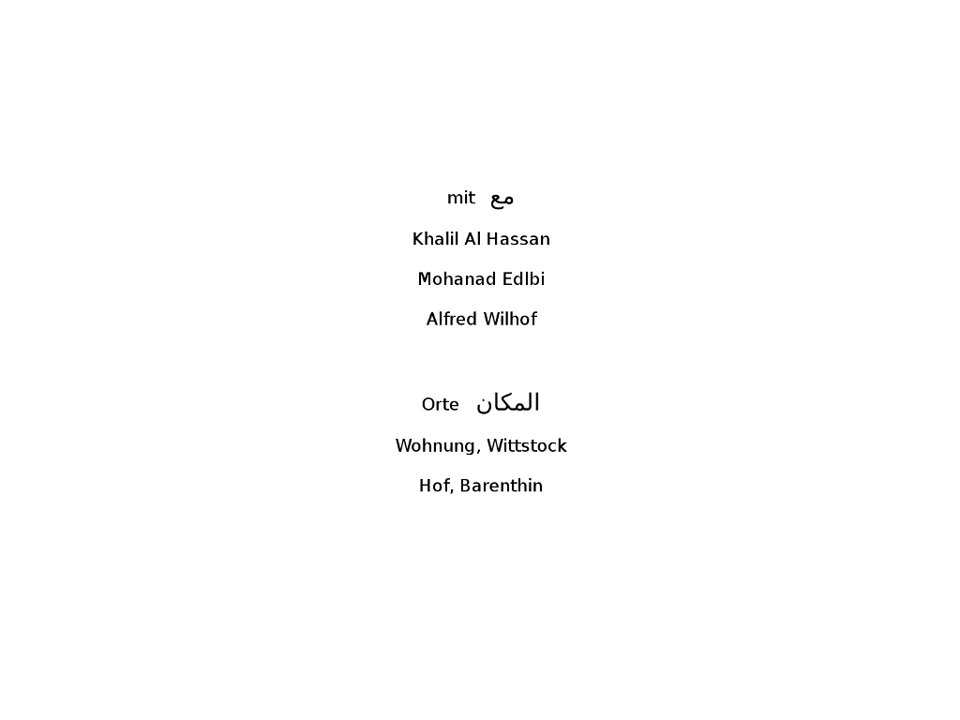 mit مع
Khalil Al Hassan
Mohanad Edlbi
Alfred Wilhof
Orte المكان
Wohnung, Wittstock
Hof, Barenthin